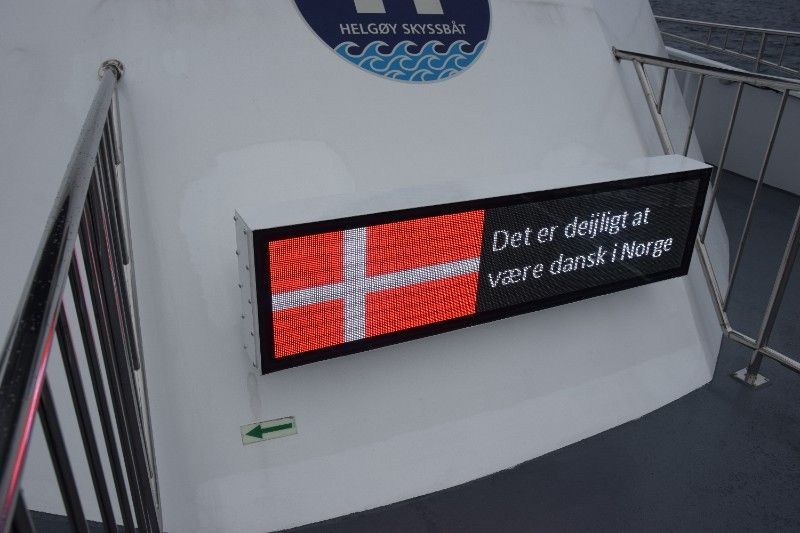 HELGØY SKYSSBÅT
Det er deijligt at
være dansk i Norge